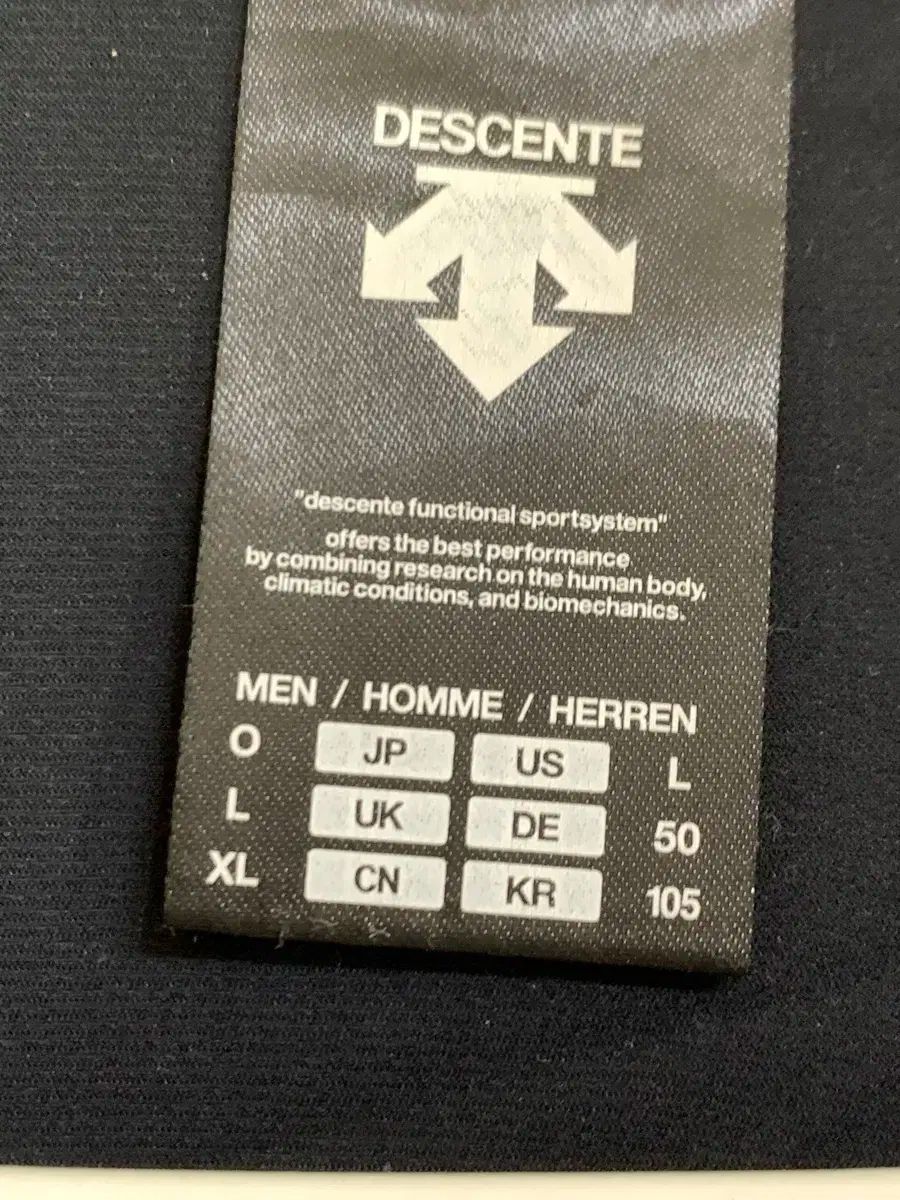 DESCENTE
"descente functional sportsystem"
offers the best performance
by combining research on the human body,
climatic conditions, and biomechanics.
MEN / HOMME / HERREN
O JP US L
L UK DE 50
XL CN KR 105